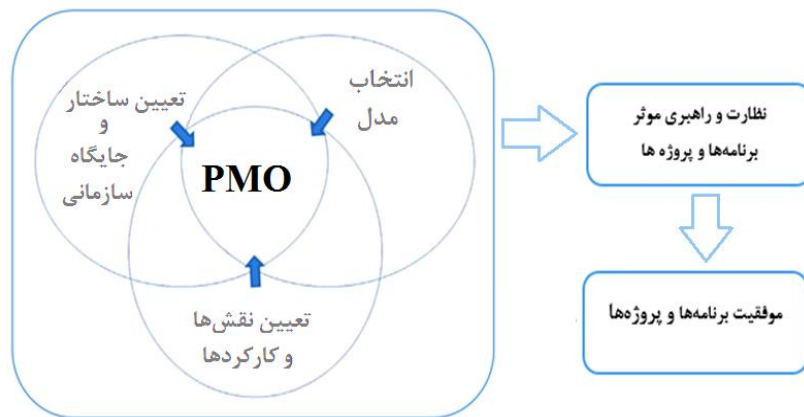 انتخاب
مدل
تعیین ساختار
و
جایگاه
سازمانی
PMO
تعیین نقش‌ها
و کارکردها
نظارت و راهبری موثر
برنامه‌ها و پروژه ها
موفقیت برنامه‌ها و پروژه‌ها